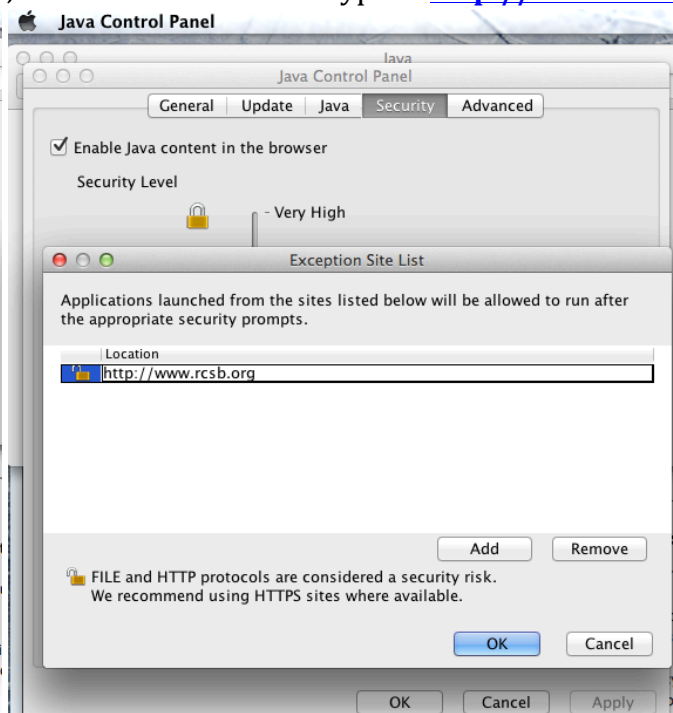 Java Control Panel
Java
Java Control Panel
General Update Java Security Advanced
Enable Java content in the browser
Security Level
- Very High
Exception Site List
Applications launched from the sites listed below will be allowed to run after
the appropriate security prompts.
Location
http://www.rcsb.org
Add Remove
FILE and HTTP protocols are considered a security risk.
We recommend using HTTPS sites where available.
OK Cancel
OK Cancel Apply